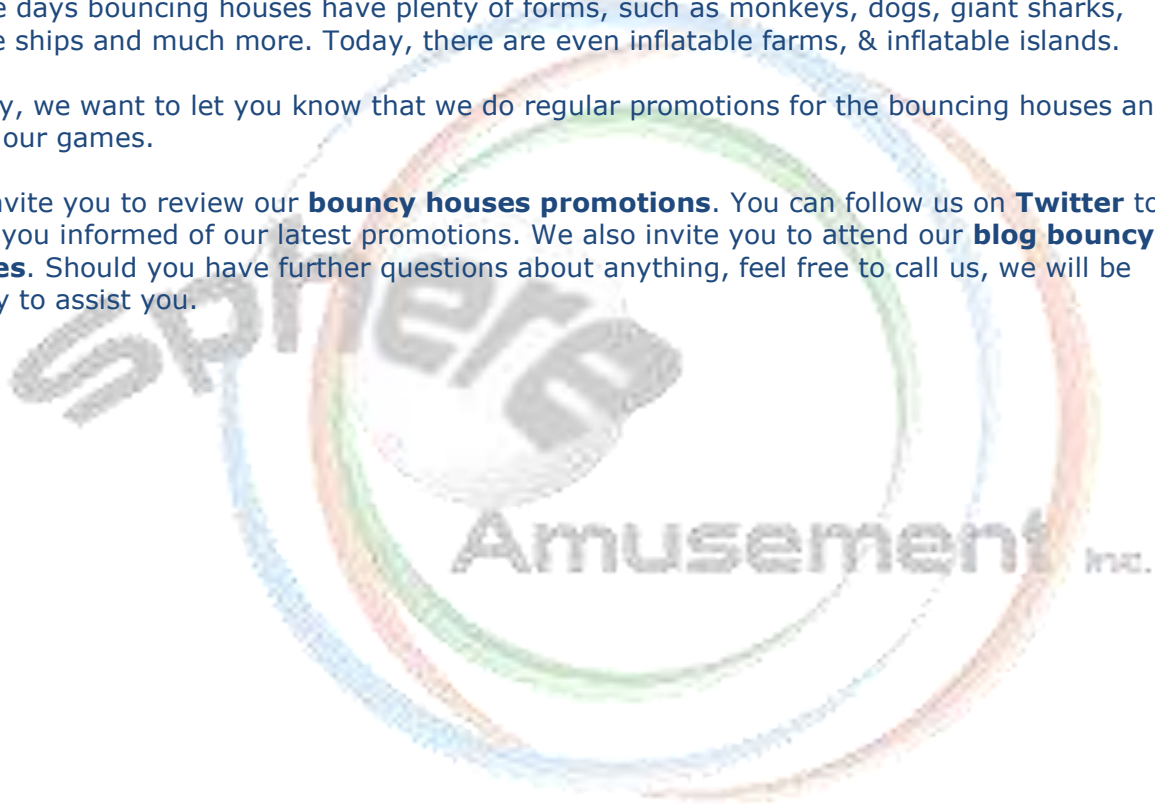 e days bouncing houses have plenty of forms, such as monkeys, dogs, giant sharks,
e ships and much more. Today, there are even inflatable farms, & inflatable islands.
y, we want to let you know that we do regular promotions for the bouncing houses an
our games.
nvite you to review our bouncy houses promotions. You can follow us on Twitter to
you informed of our latest promotions. We also invite you to attend our blog bouncy
es. Should you have further questions about anything, feel free to call us, we will be
y to assist you.
Sphere
Amusement Inc.